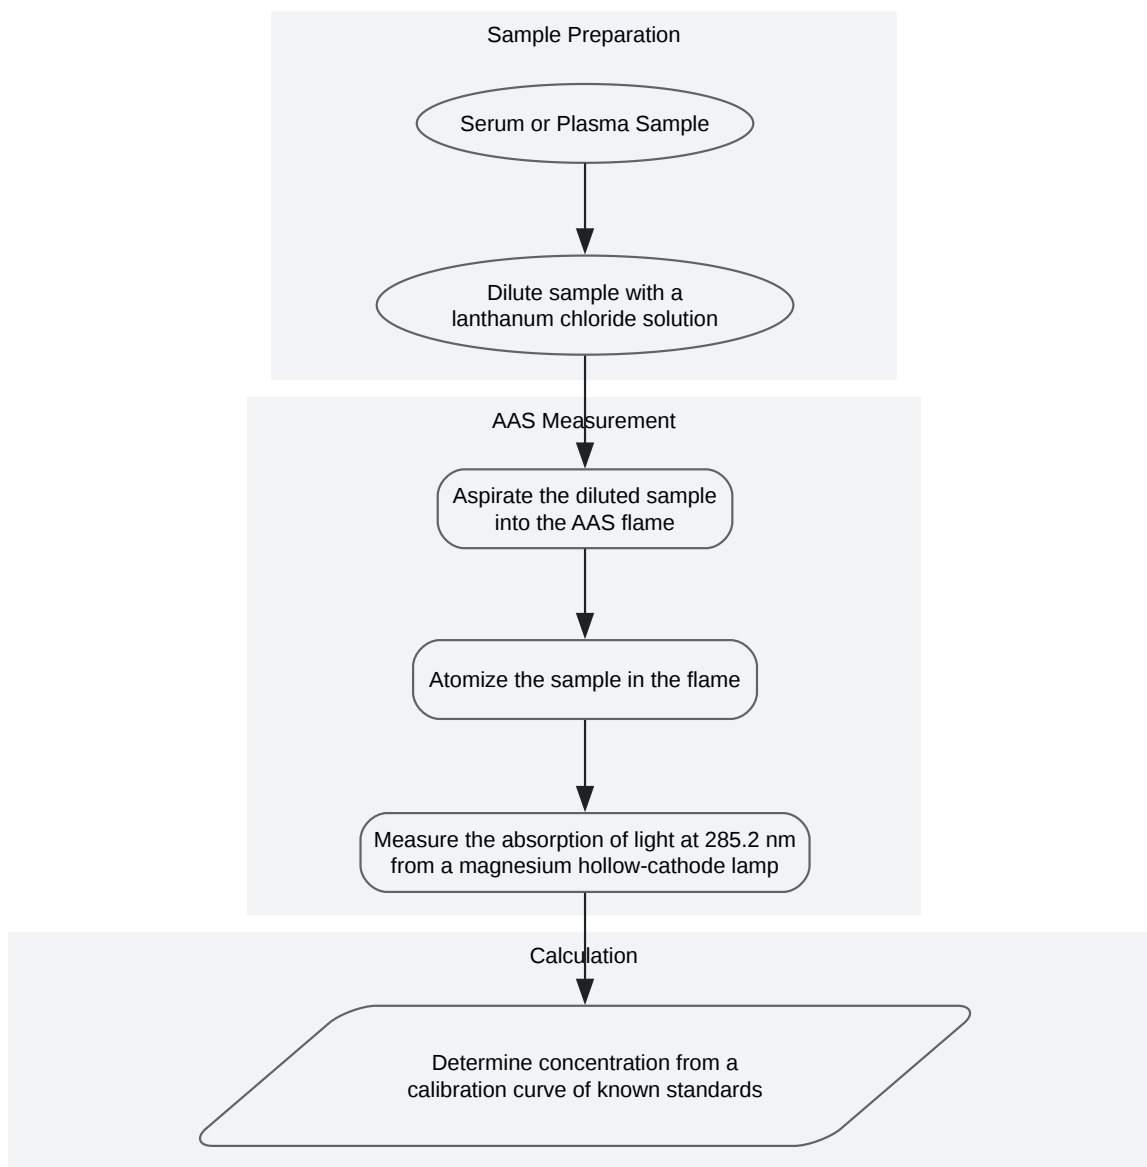 Sample Preparation
Serum or Plasma Sample
Dilute sample with a
lanthanum chloride solution
AAS Measurement
Aspirate the diluted sample
into the AAS flame
Atomize the sample in the flame
Measure the absorption of light at 285.2 nm
from a magnesium hollow-cathode lamp
Calculation
Determine concentration from a
calibration curve of known standards